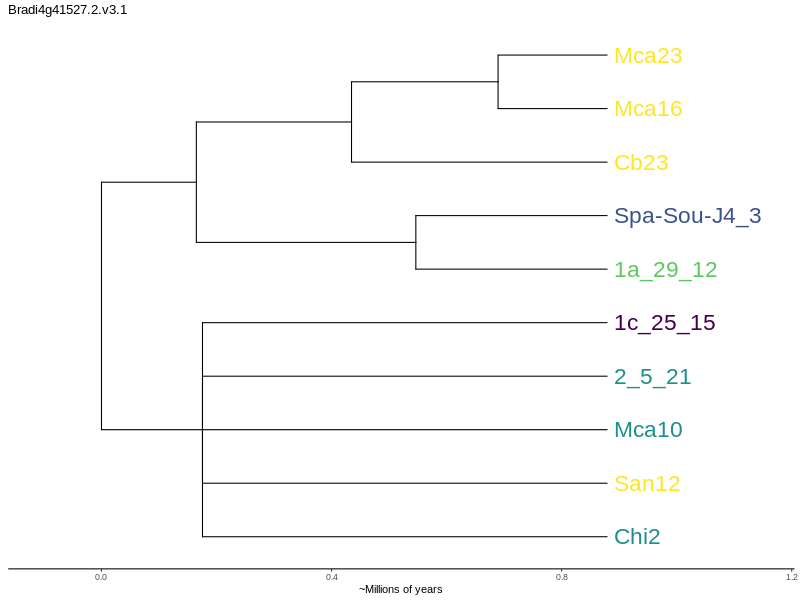 Bradi4g41527.2.v3.1
Mca23
Mca16
Cb23
Spa-Sou-J4_3
1a_29_12
1c_25_15
2_5_21
Mca10
San12
Chi2
0.0 0.4 0.8 1.2
~Millions of years